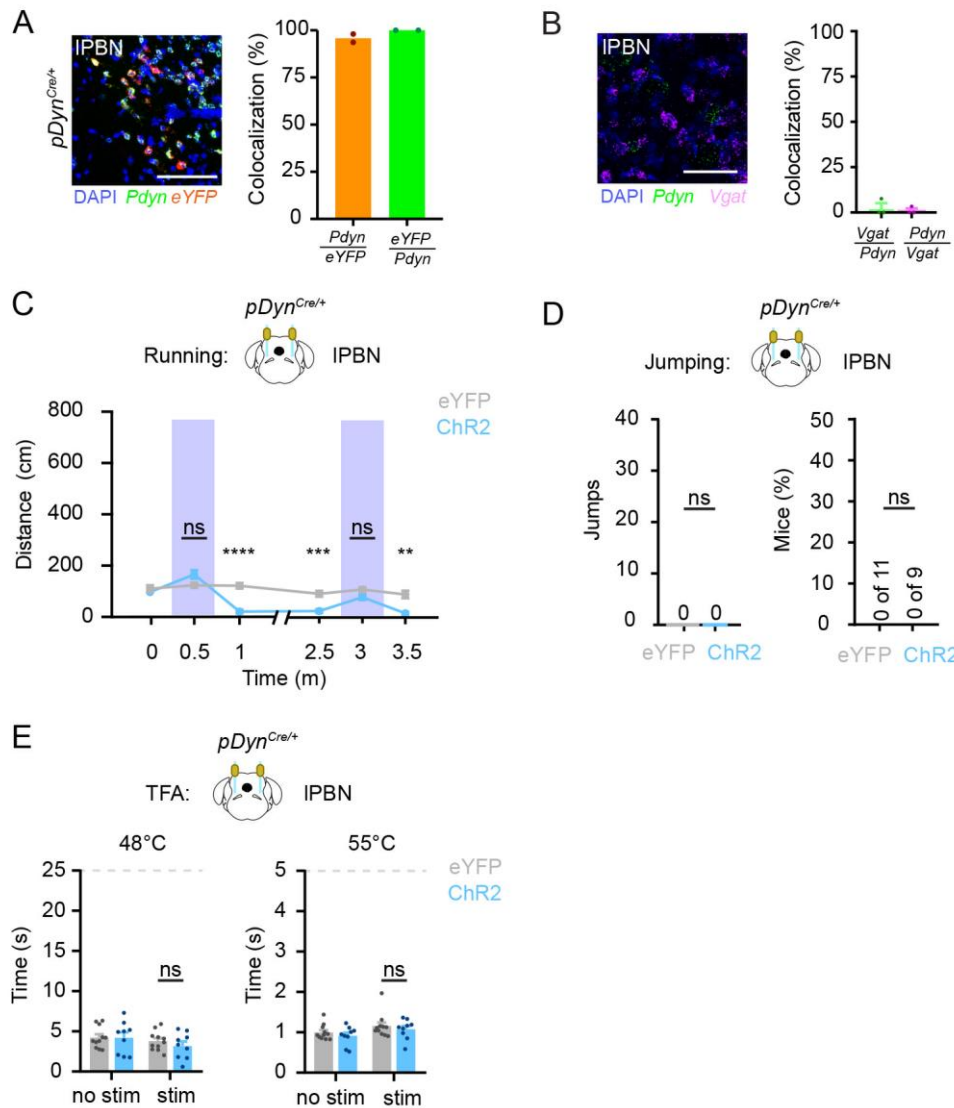 A
pDyn^Cre/+
lPBN
DAPI Pdyn eYFP
Colocalization (%)
100
75
50
25
0
Pdyn
eYFP
eYFP
Pdyn
B
lPBN
DAPI Pdyn Vgat
Colocalization (%)
100
75
50
25
0
Vgat
Pdyn
Pdyn
Vgat
C
pDyn^Cre/+
Running: lPBN
eYFP
ChR2
Distance (cm)
800
600
400
200
0
ns
****
***
ns
**
0 0.5 1 2.5 3 3.5
Time (m)
D
pDyn^Cre/+
Jumping: lPBN
Jumps
40
30
20
10
0
ns
0 0
eYFP ChR2
Mice (%)
50
40
30
20
10
0
ns
0 of 11
0 of 9
eYFP ChR2
E
pDyn^Cre/+
TFA: lPBN
48°C
Time (s)
25
20
15
10
5
0
ns
no stim stim
55°C
Time (s)
5
4
3
2
1
0
ns
no stim stim
eYFP
ChR2